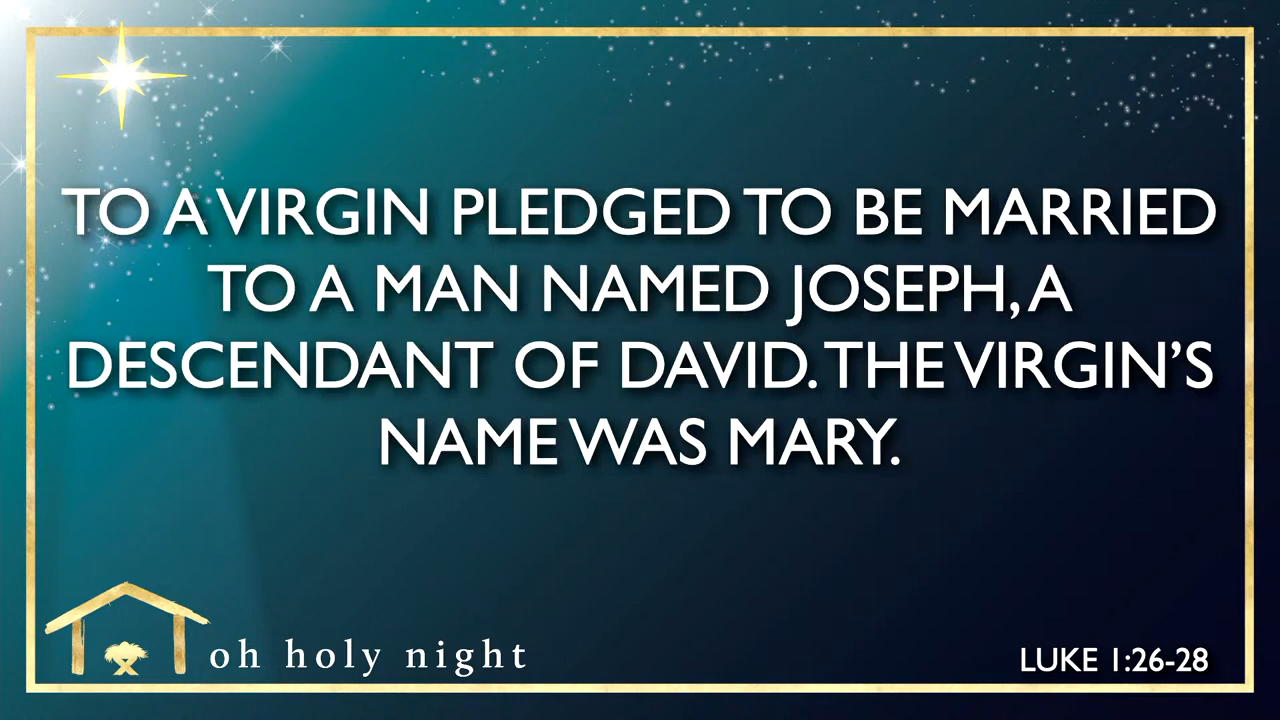 TO A VIRGIN PLEDGED TO BE MARRIED
TO A MAN NAMED JOSEPH, A
DESCENDANT OF DAVID. THE VIRGIN’S
NAME WAS MARY.
oh holy night
LUKE 1:26-28